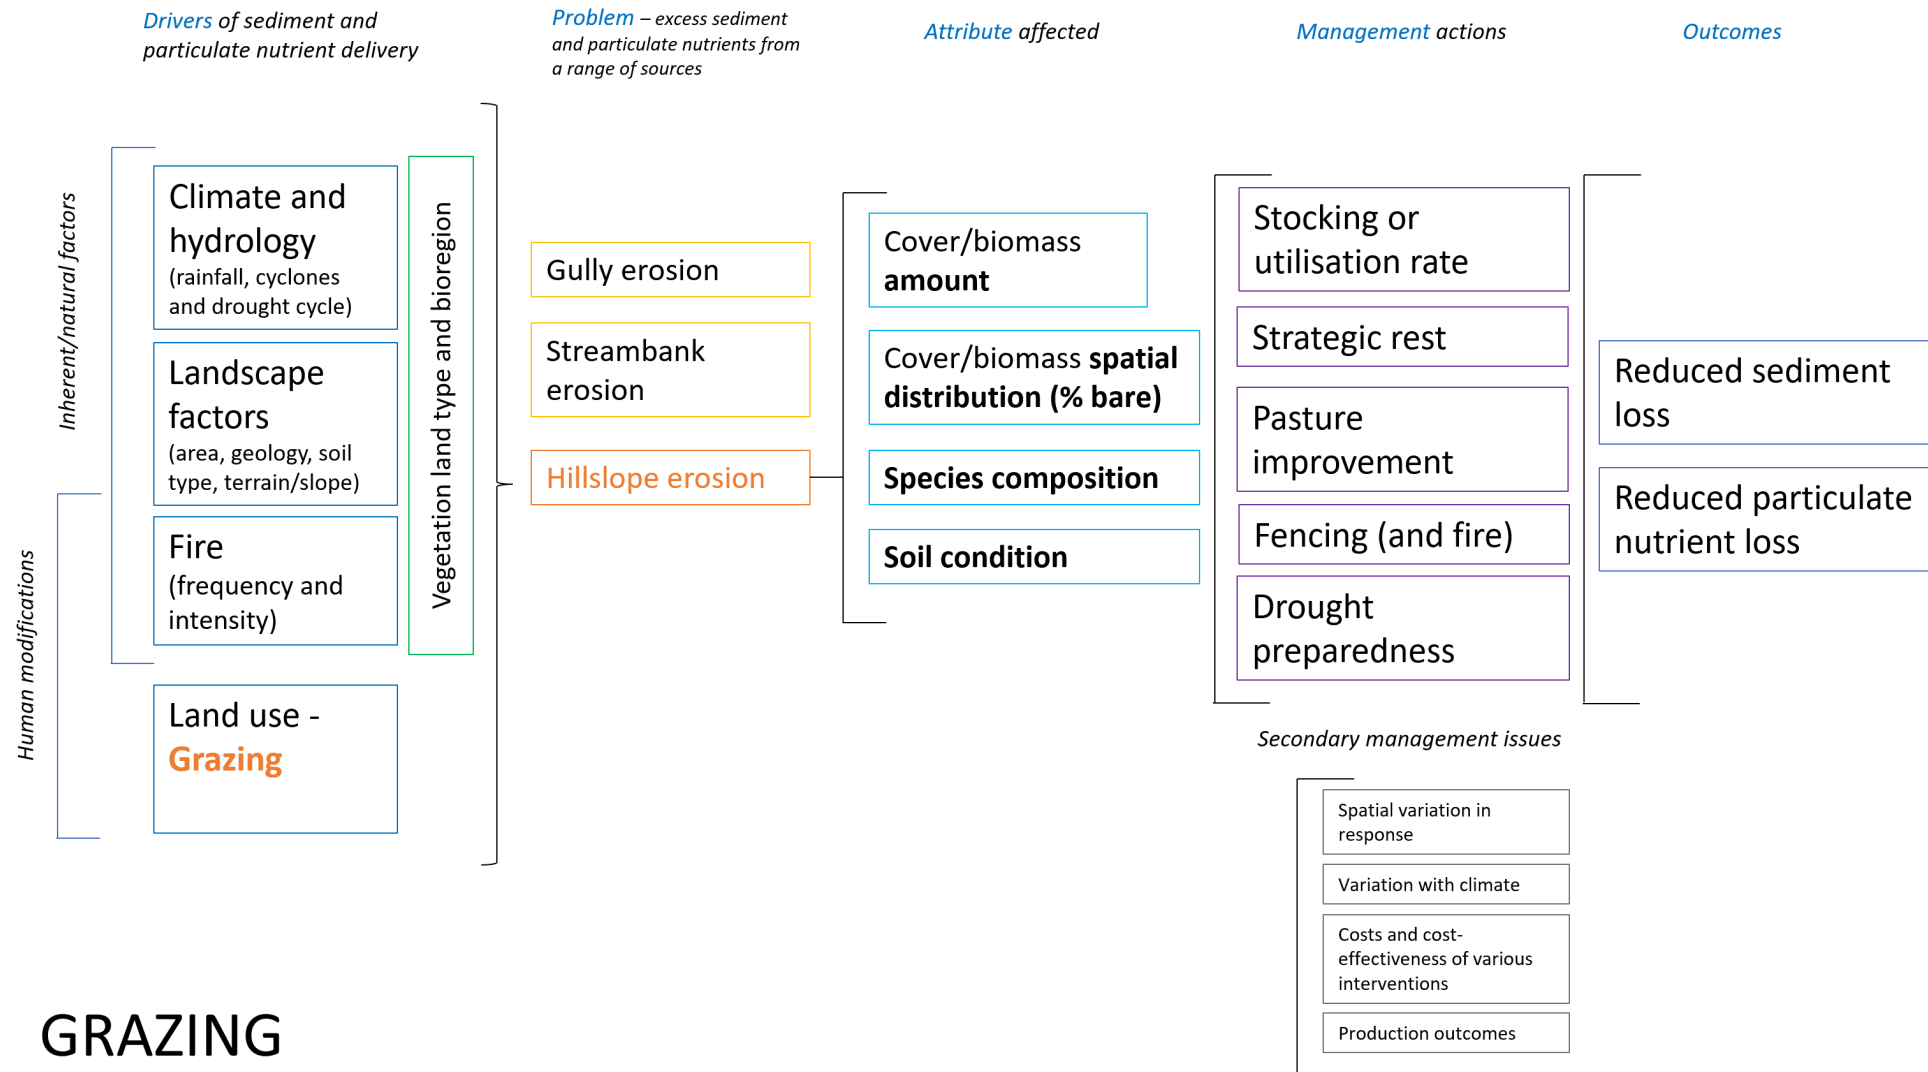 Drivers of sediment and
particulate nutrient delivery
Problem – excess sediment
and particulate nutrients from
a range of sources
Attribute affected
Management actions
Outcomes
Inherent/natural factors
Human modifications
Climate and
hydrology
(rainfall, cyclones
and drought cycle)
Landscape
factors
(area, geology, soil
type, terrain/slope)
Fire
(frequency and
intensity)
Land use -
Grazing
Vegetation land type and bioregion
Gully erosion
Streambank
erosion
Hillslope erosion
Cover/biomass
amount
Cover/biomass spatial
distribution (% bare)
Species composition
Soil condition
Stocking or
utilisation rate
Strategic rest
Pasture
improvement
Fencing (and fire)
Drought
preparedness
Reduced sediment
loss
Reduced particulate
nutrient loss
Secondary management issues
Spatial variation in
response
Variation with climate
Costs and cost-
effectiveness of various
interventions
Production outcomes
GRAZING